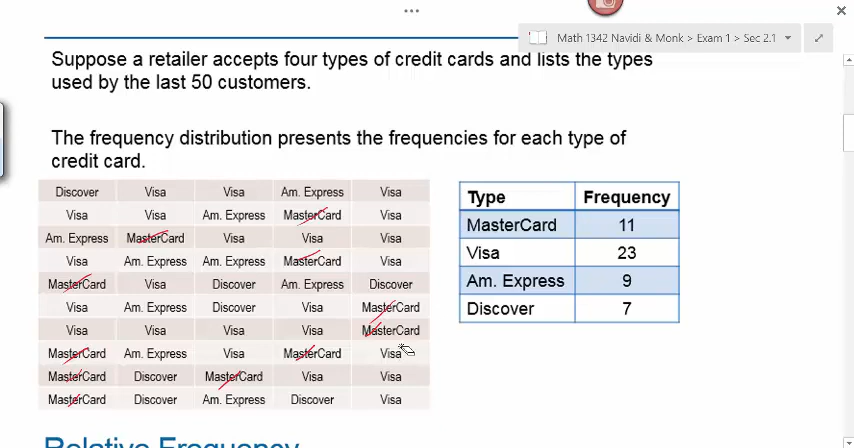 Math 1342 Navidi & Monk > Exam 1 > Sec 2.1
Suppose a retailer accepts four types of credit cards and lists the types
used by the last 50 customers.
The frequency distribution presents the frequencies for each type of
credit card.
Discover Visa Visa Am. Express Visa
Visa Visa Am. Express MasterCard Visa
Am. Express MasterCard Visa Visa Visa
Visa Am. Express Am. Express MasterCard Visa
MasterCard Visa Discover Am. Express Discover
Visa Am. Express Discover Visa MasterCard
Visa Visa Visa Visa MasterCard
MasterCard Am. Express Visa MasterCard Visa
MasterCard Discover MasterCard Visa Visa
MasterCard Discover Am. Express Discover Visa
Type Frequency
MasterCard 11
Visa 23
Am. Express 9
Discover 7
Relative Frequency